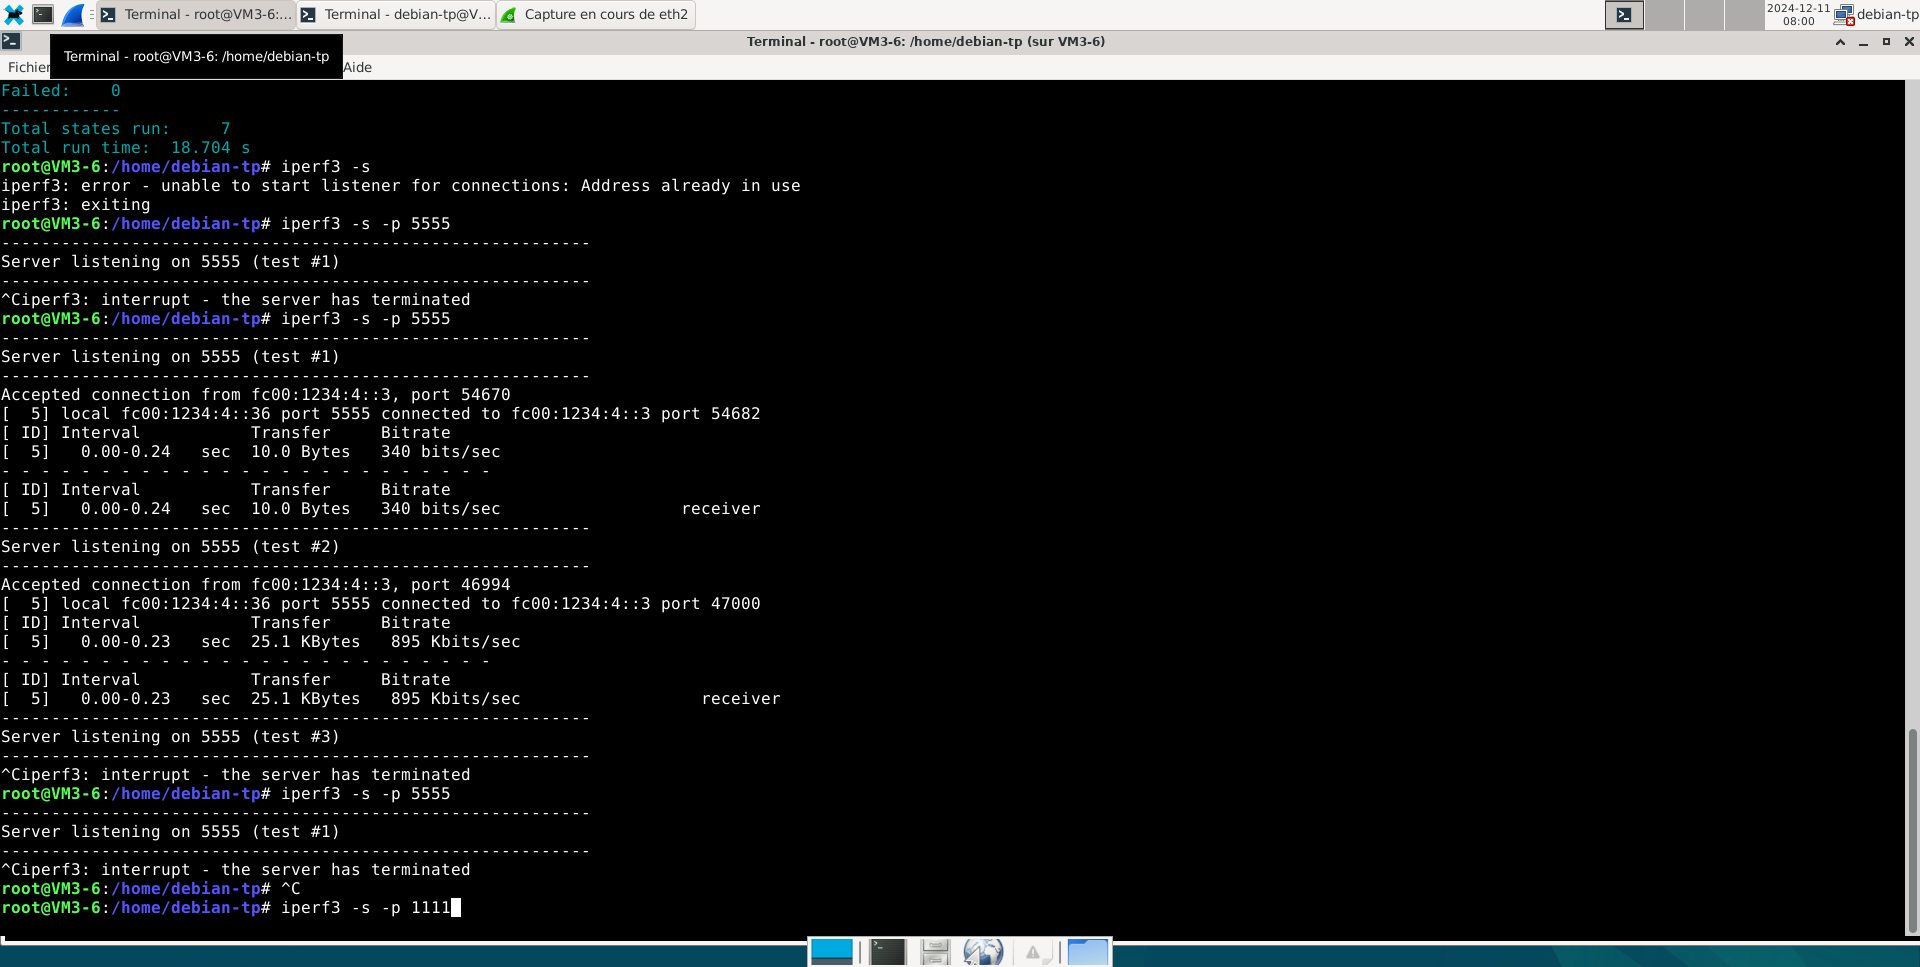 Terminal - root@VM3-6:...
Terminal - debian-tp@V...
Capture en cours de eth2
2024-12-11
08:00
debian-tp
Terminal - root@VM3-6: /home/debian-tp (sur VM3-6)
Terminal - root@VM3-6: /home/debian-tp
Fichier
Aide
Failed:    0
------------
Total states run:     7
Total run time:  18.704 s
root@VM3-6:/home/debian-tp# iperf3 -s
iperf3: error - unable to start listener for connections: Address already in use
iperf3: exiting
root@VM3-6:/home/debian-tp# iperf3 -s -p 5555
-----------------------------------------------------------
Server listening on 5555 (test #1)
-----------------------------------------------------------
^Ciperf3: interrupt - the server has terminated
root@VM3-6:/home/debian-tp# iperf3 -s -p 5555
-----------------------------------------------------------
Server listening on 5555 (test #1)
-----------------------------------------------------------
Accepted connection from fc00:1234:4::3, port 54670
[  5] local fc00:1234:4::36 port 5555 connected to fc00:1234:4::3 port 54682
[ ID] Interval           Transfer     Bitrate
[  5]   0.00-0.24   sec  10.0 Bytes   340 bits/sec
- - - - - - - - - - - - - - - - - - - - - - - - -
[ ID] Interval           Transfer     Bitrate
[  5]   0.00-0.24   sec  10.0 Bytes   340 bits/sec                  receiver
-----------------------------------------------------------
Server listening on 5555 (test #2)
-----------------------------------------------------------
Accepted connection from fc00:1234:4::3, port 46994
[  5] local fc00:1234:4::36 port 5555 connected to fc00:1234:4::3 port 47000
[ ID] Interval           Transfer     Bitrate
[  5]   0.00-0.23   sec  25.1 KBytes   895 Kbits/sec
- - - - - - - - - - - - - - - - - - - - - - - - -
[ ID] Interval           Transfer     Bitrate
[  5]   0.00-0.23   sec  25.1 KBytes   895 Kbits/sec                  receiver
-----------------------------------------------------------
Server listening on 5555 (test #3)
-----------------------------------------------------------
^Ciperf3: interrupt - the server has terminated
root@VM3-6:/home/debian-tp# iperf3 -s -p 5555
-----------------------------------------------------------
Server listening on 5555 (test #1)
-----------------------------------------------------------
^Ciperf3: interrupt - the server has terminated
root@VM3-6:/home/debian-tp# ^C
root@VM3-6:/home/debian-tp# iperf3 -s -p 1111